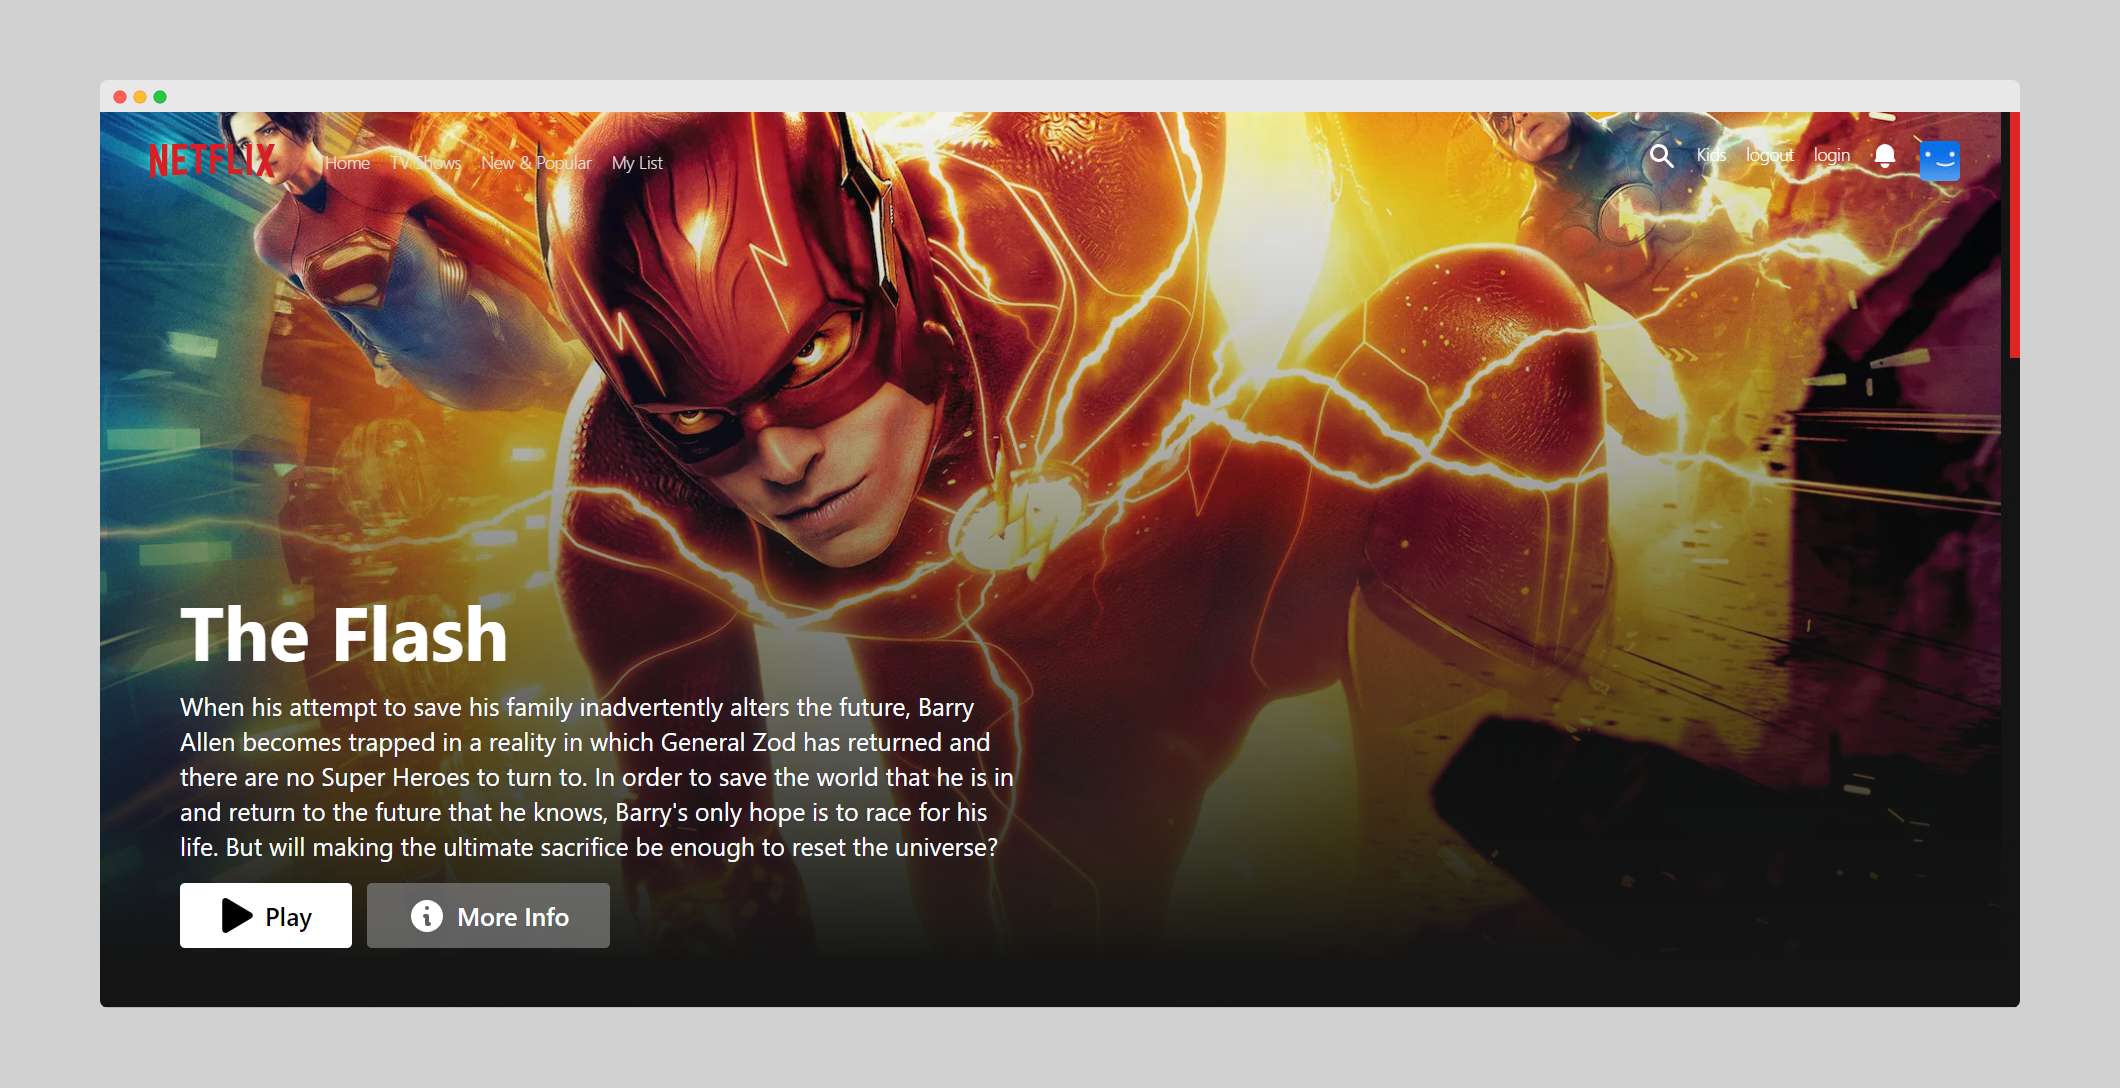 NETFLIX Home TV Shows New & Popular My List Kids logout login
The Flash
When his attempt to save his family inadvertently alters the future, Barry
Allen becomes trapped in a reality in which General Zod has returned and
there are no Super Heroes to turn to. In order to save the world that he is in
and return to the future that he knows, Barry's only hope is to race for his
life. But will making the ultimate sacrifice be enough to reset the universe?
Play More Info